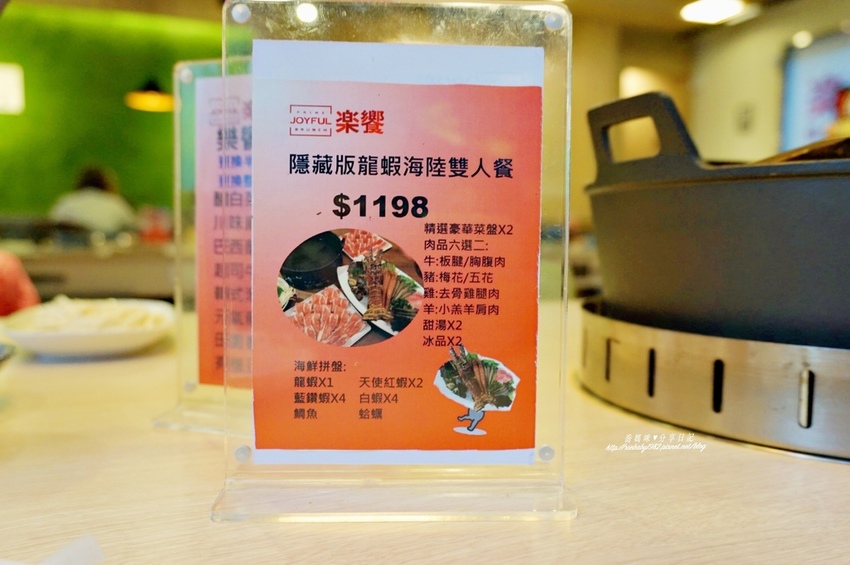 PRIME
JOYFUL
BRUNCH
楽饗
隱藏版龍蝦海陸雙人餐
$1198
精選豪華菜盤X2
肉品六選二:
牛:板腱/胸腹肉
豬:梅花/五花
雞:去骨雞腿肉
羊:小羔羊肩肉
甜湯X2
冰品X2
海鮮拼盤:
龍蝦X1 天使紅蝦X2
藍鑽蝦X4 白蝦X4
鯛魚 蛤蠣
JOYFUL